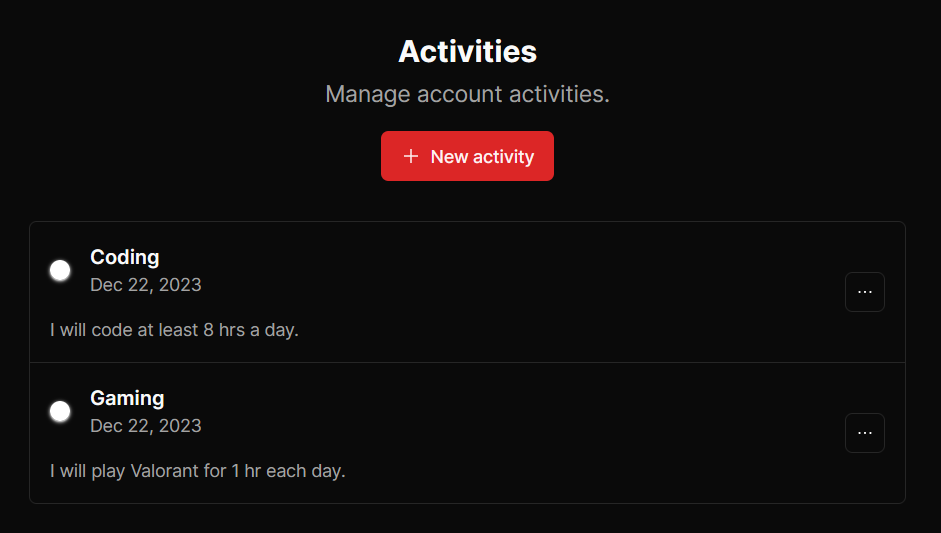 Activities
Manage account activities.
+ New activity
Coding
Dec 22, 2023
...
I will code at least 8 hrs a day.
Gaming
Dec 22, 2023
...
I will play Valorant for 1 hr each day.